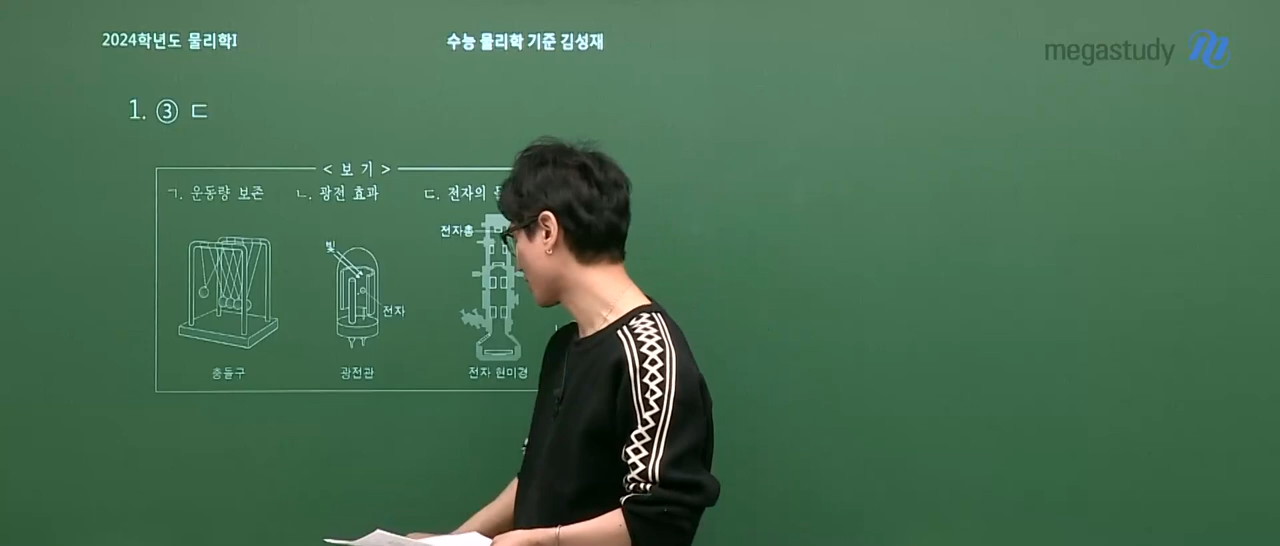 2024학년도 물리학I
수능 물리학 기준 김성재
megastudy
1. ③ ㄷ
< 보 기 >
ㄱ. 운동량 보존
ㄴ. 광전 효과
ㄷ. 전자의
전자총
빛
전자
충돌구
광전관
전자 현미경